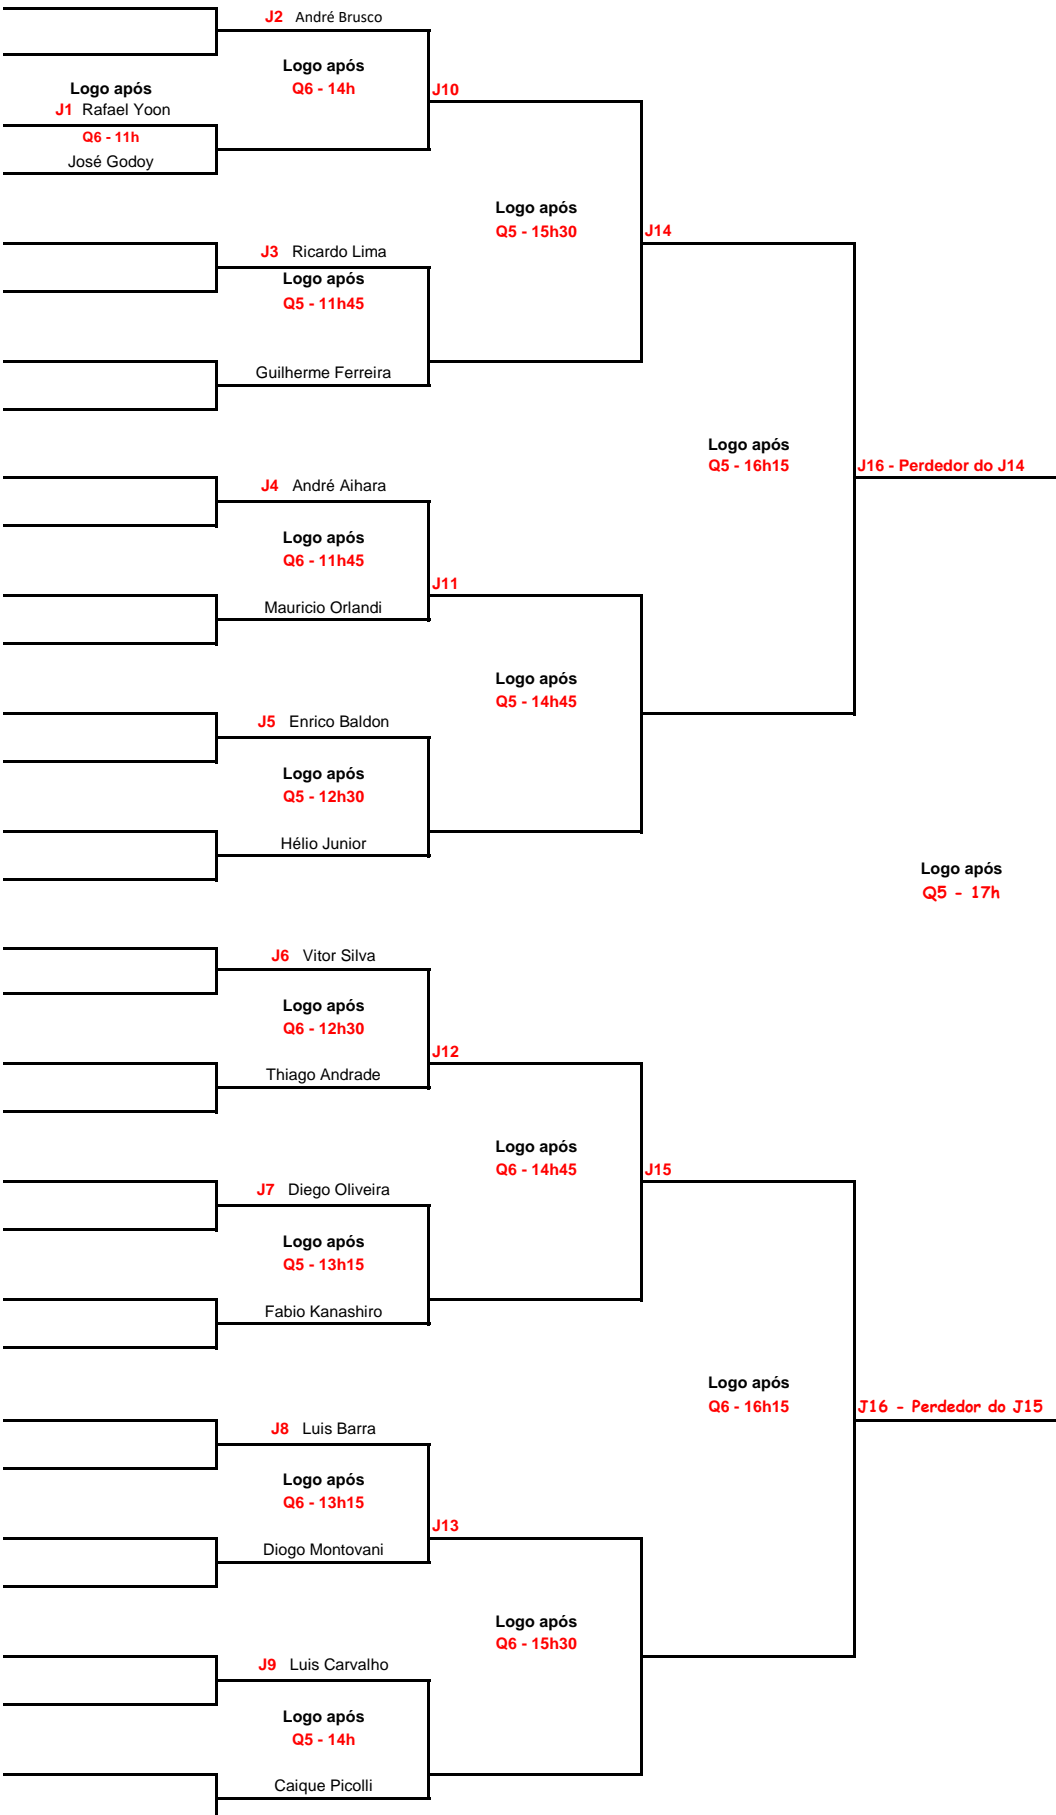 J2 André Brusco
Logo após
Q6 - 14h
J10
Logo após
J1 Rafael Yoon
Q6 - 11h
José Godoy
Logo após
Q5 - 15h30
J14
J3 Ricardo Lima
Logo após
Q5 - 11h45
Guilherme Ferreira
Logo após
Q5 - 16h15
J16 - Perdedor do J14
J4 André Aihara
Logo após
Q6 - 11h45
J11
Mauricio Orlandi
Logo após
Q5 - 14h45
J5 Enrico Baldon
Logo após
Q5 - 12h30
Hélio Junior
Logo após
Q5 - 17h
J6 Vitor Silva
Logo após
Q6 - 12h30
J12
Thiago Andrade
Logo após
Q6 - 14h45
J15
J7 Diego Oliveira
Logo após
Q5 - 13h15
Fabio Kanashiro
Logo após
Q6 - 16h15
J16 - Perdedor do J15
J8 Luis Barra
Logo após
Q6 - 13h15
J13
Diogo Montovani
Logo após
Q6 - 15h30
J9 Luis Carvalho
Logo após
Q5 - 14h
Caique Picolli